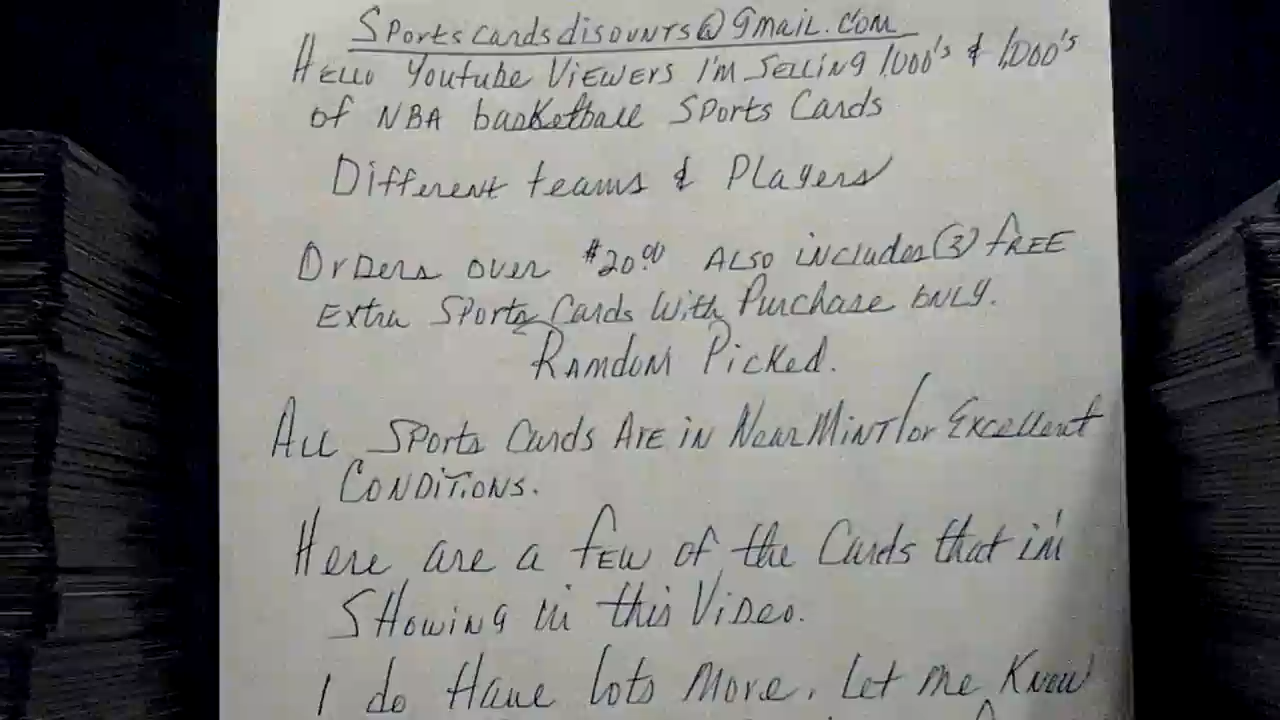 Sportscardsdisounts@gmail.com
Hello Youtube Viewers I'm Selling 1,000's & 1,000's
of NBA basketball Sports Cards
Different teams & Players
Orders over $20.00 Also includes (3) FREE
Extra Sports Cards With Purchase ONLY.
Ramdom Picked.
All Sports Cards Are in Near Mint/or Excellent
Conditions.
Here are a few of the Cards that i'm
Showing in this Video.
I do Have lots more. Let me Know